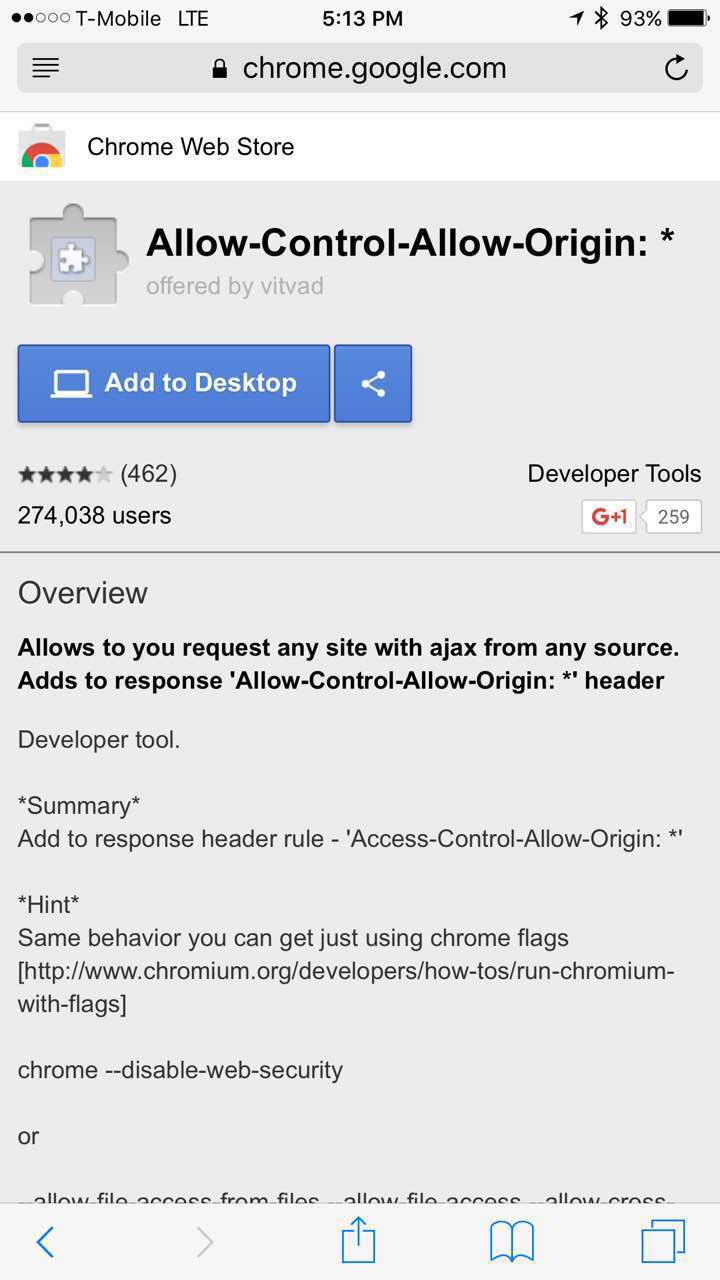 T-Mobile LTE 5:13 PM 93%
chrome.google.com
Chrome Web Store
Allow-Control-Allow-Origin: *
offered by vitvad
Add to Desktop
(462) Developer Tools
274,038 users G+1 259
Overview
Allows to you request any site with ajax from any source.
Adds to response 'Allow-Control-Allow-Origin: *' header
Developer tool.
*Summary*
Add to response header rule - 'Access-Control-Allow-Origin: *'
*Hint*
Same behavior you can get just using chrome flags
[http://www.chromium.org/developers/how-tos/run-chromium-
with-flags]
chrome --disable-web-security
or
--allow-file-access-from-files --allow-file-access --allow-cross-